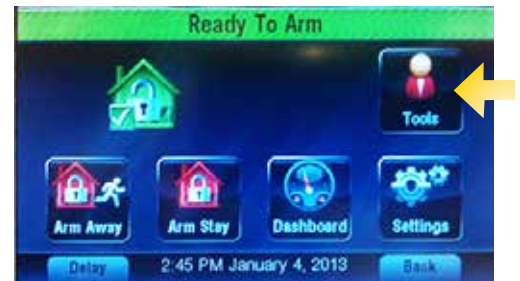 Ready To Arm
Tools
Arm Away Arm Stay Dashboard Settings
Delay 2:45 PM January 4, 2013 Back